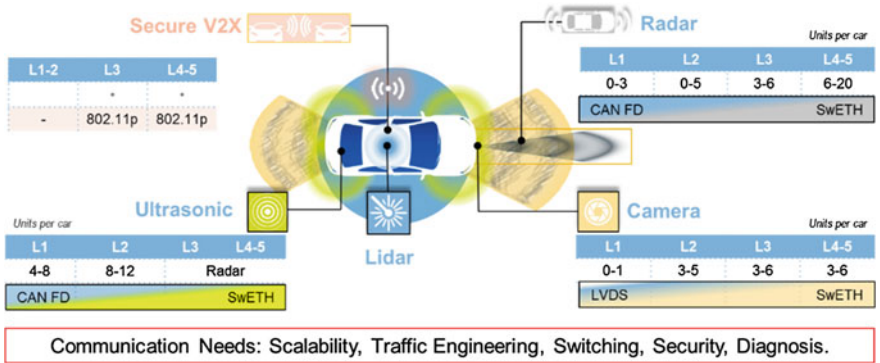 Secure V2X
Radar
Units per car
L1-2 L3 L4-5
* *
- 802.11p 802.11p
L1 L2 L3 L4-5
0-3 0-5 3-6 6-20
CAN FD SwETH
Ultrasonic
Lidar
Camera
Units per car
L1 L2 L3 L4-5
4-8 8-12 Radar
CAN FD SwETH
Units per car
L1 L2 L3 L4-5
0-1 3-5 3-6 3-6
LVDS SwETH
Communication Needs: Scalability, Traffic Engineering, Switching, Security, Diagnosis.